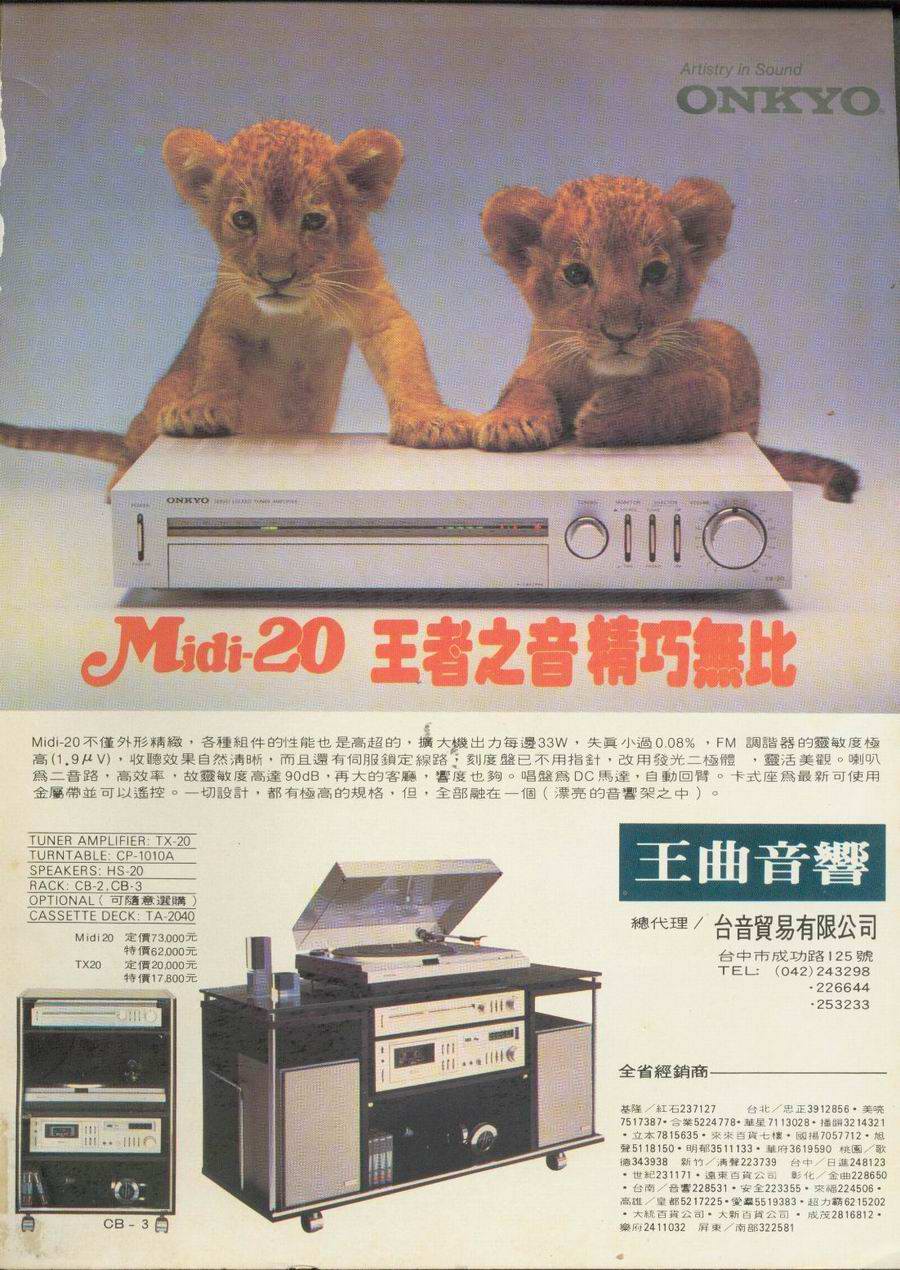 Artistry in Sound
ONKYO
ONKYO SERVO LOCKED TUNER AMPLIFIER
POWER
TUNING
VOLUME
TX-20
Midi-20 王者之音 精巧無比
Midi-20不僅外形精緻，各種組件的性能也是高超的，擴大機出力每邊33W，失眞小過0.08%，FM 調諧器的靈敏度極
高(1.9μV)，收聽效果自然清晰，而且還有伺服鎖定線路，刻度盤已不用指針，改用發光二極體，靈活美觀。喇叭
爲二音路，高效率，故靈敏度高達90dB，再大的客廳，響度也夠。唱盤爲DC馬達，自動回臂。卡式座爲最新可使用
金屬帶並可以遙控。一切設計，都有極高的規格，但，全部融在一個（漂亮的音響架之中）。
TUNER AMPLIFIER: TX-20
TURNTABLE: CP-1010A
SPEAKERS: HS-20
RACK: CB-2.CB-3
OPTIONAL（可隨意選購）
CASSETTE DECK: TA-2040
Midi20 定價73,000元
特價62,000元
TX20 定價20,000元
特價17,800元
CB-3
王曲音響
總代理／台音貿易有限公司
台中市成功路125號
TEL: (042)243298
·226644
·253233
全省經銷商
基隆／紅石237127 台北／忠正3912856·美
7517387·合業5224778·華星7113028·播3214321
·立本7815635·來來百貨七樓·國揚7057712·旭
聲5118150·明郁3511133·華府3619590 桃園／歌
德343938 新竹／清聲223739 台中／日進248123
·世紀231171·遠東百貨公司 彰化／金曲228650
·台南／音響228531·安全223355·來福224506·
高雄／皇都5217225·愛羣5519383·超力霸6215202
·大統百貨公司·大新百貨公司·成茂2816812·
樂府2411032 屏東／南部322581